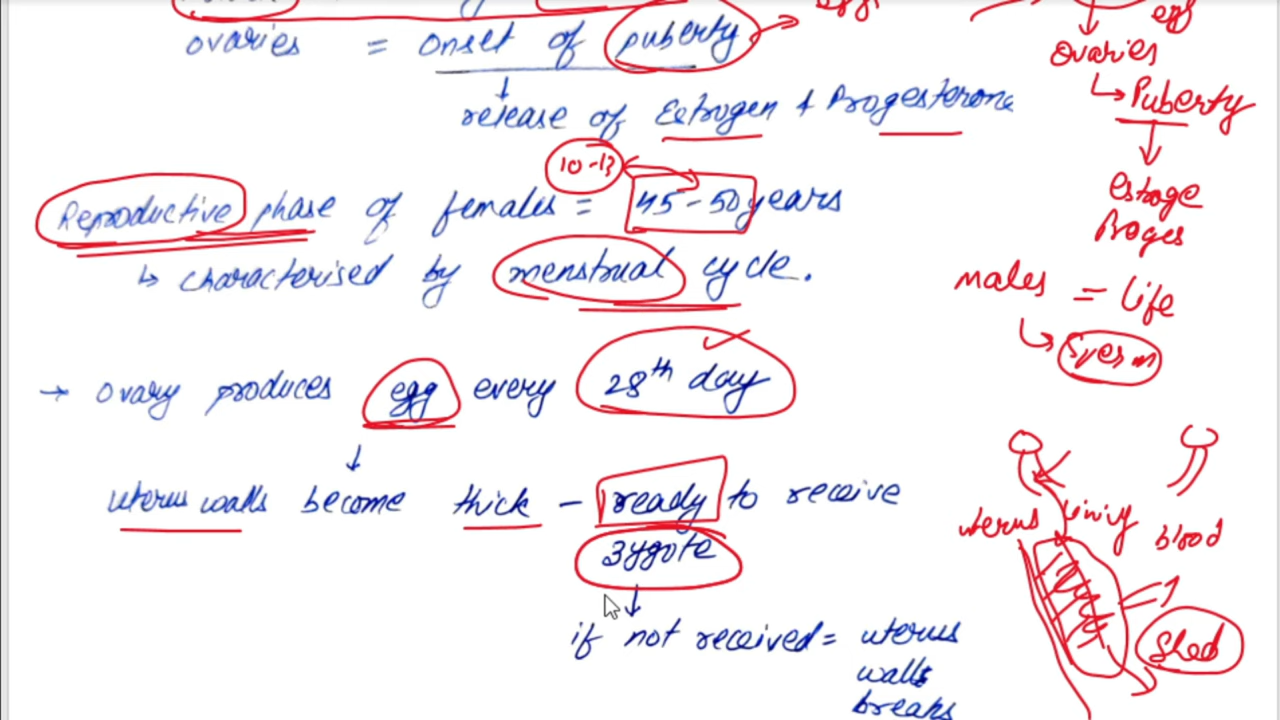 ovaries = onset of puberty →
release of Estrogen + Progesterone
10-13
Reproductive phase of females = 45-50 years
↳ characterised by menstrual cycle.
→ ovary produces egg every 28th day
↓
uterus walls become thick - ready to receive
zygote
↓
if not received = uterus
walls
breaks
egg
Ovaries
↳ Puberty
↓
estroge
Proges
males = life
↳ Sperm
uterus lining blood
Shed